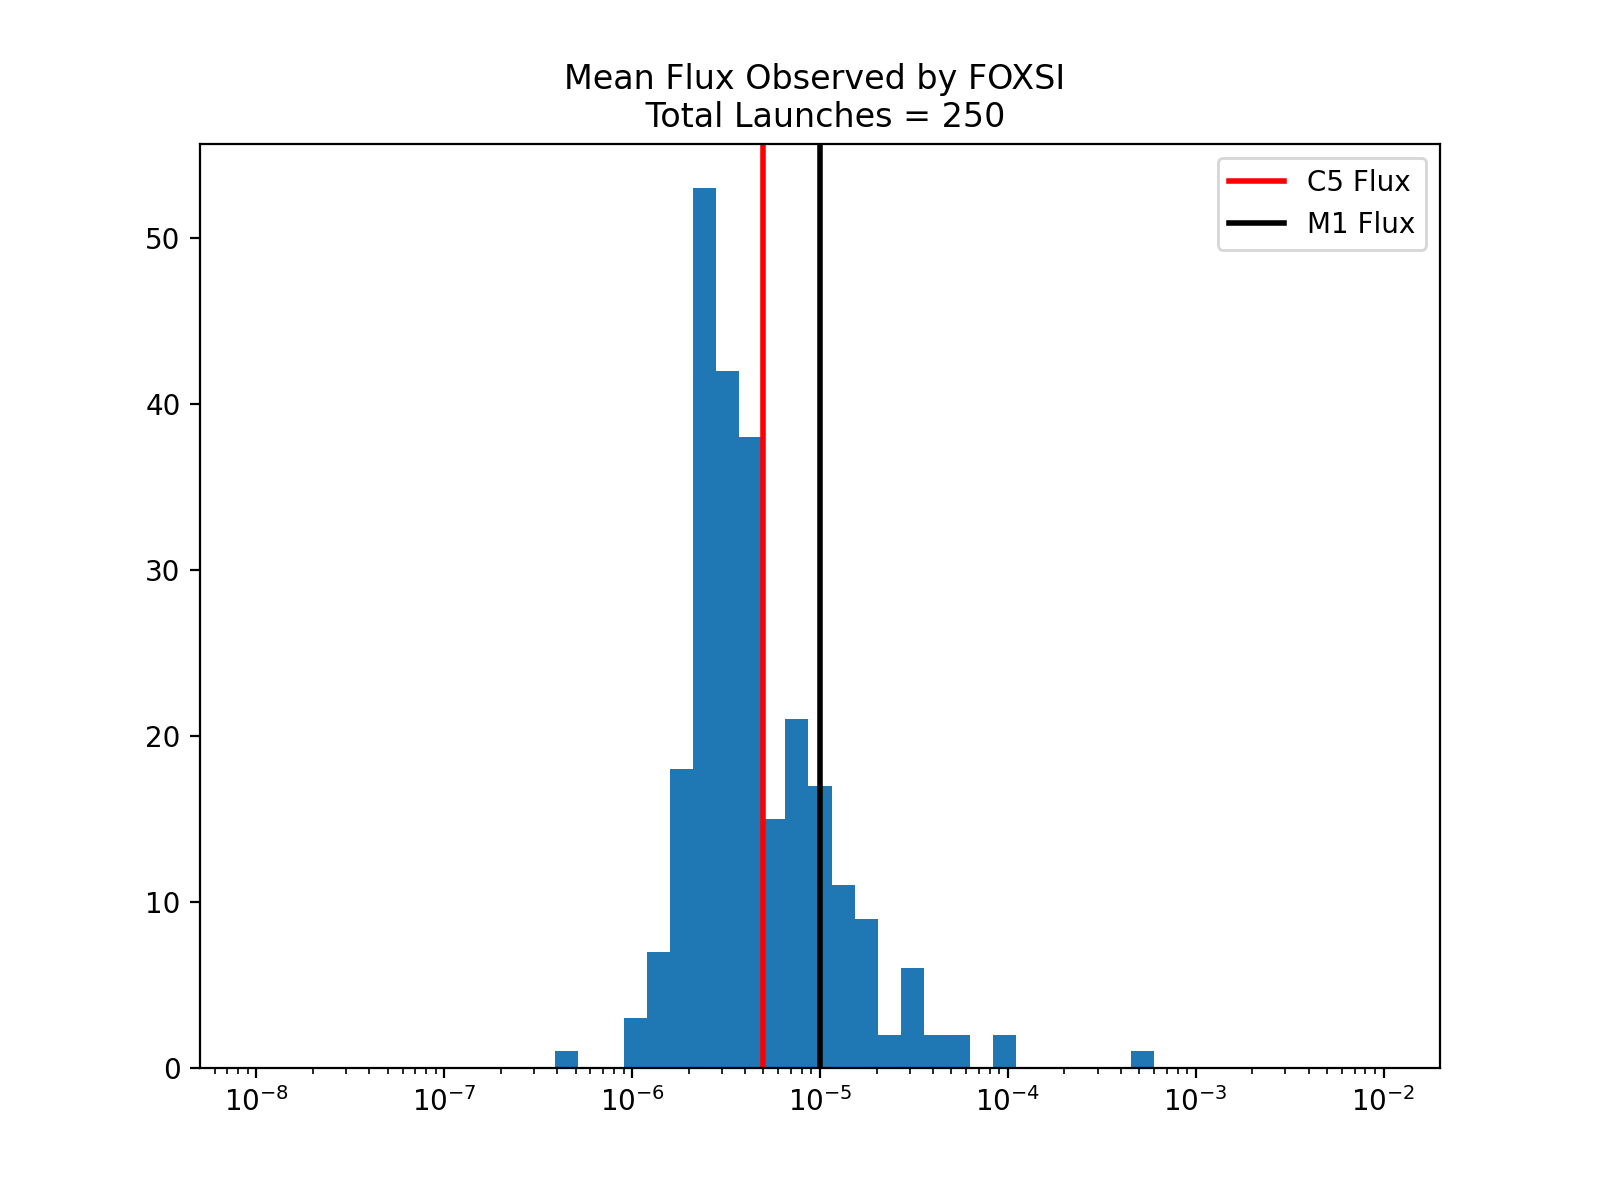 Mean Flux Observed by FOXSI
Total Launches = 250
C5 Flux
M1 Flux
50
40
30
20
10
0
10⁻⁸ 10⁻⁷ 10⁻⁶ 10⁻⁵ 10⁻⁴ 10⁻³ 10⁻²